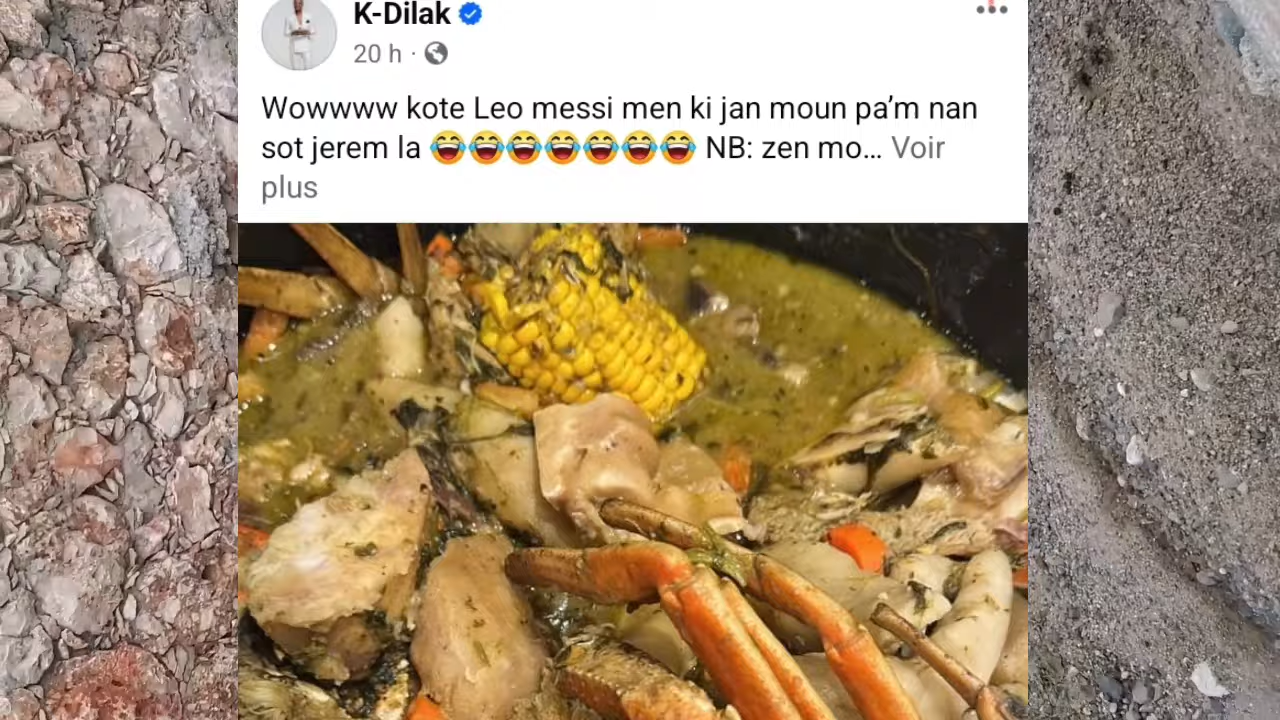 K-Dilak
20 h ·
Wowwww kote Leo messi men ki jan moun pa’m nan
sot jerem la 😂😂😂😂😂😂😂 NB: zen mo... Voir
plus